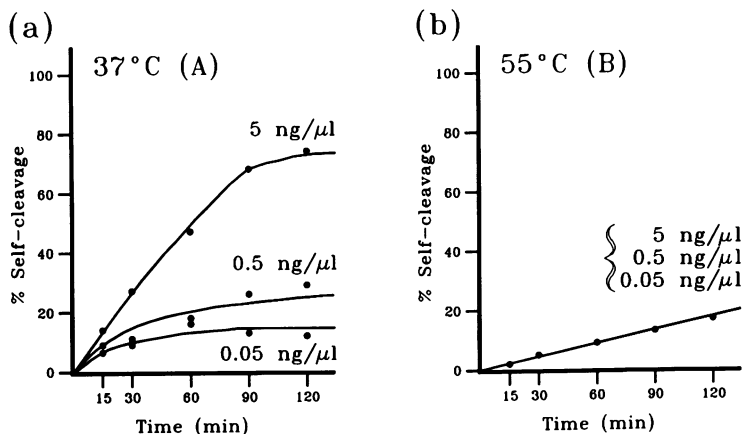 (a)
37°C (A)
% Self-cleavage
100
80
60
40
20
0
5 ng/μl
0.5 ng/μl
0.05 ng/μl
15 30 60 90 120
Time (min)
(b)
55°C (B)
% Self-cleavage
100
80
60
40
20
0
5 ng/μl
0.5 ng/μl
0.05 ng/μl
15 30 60 90 120
Time (min)